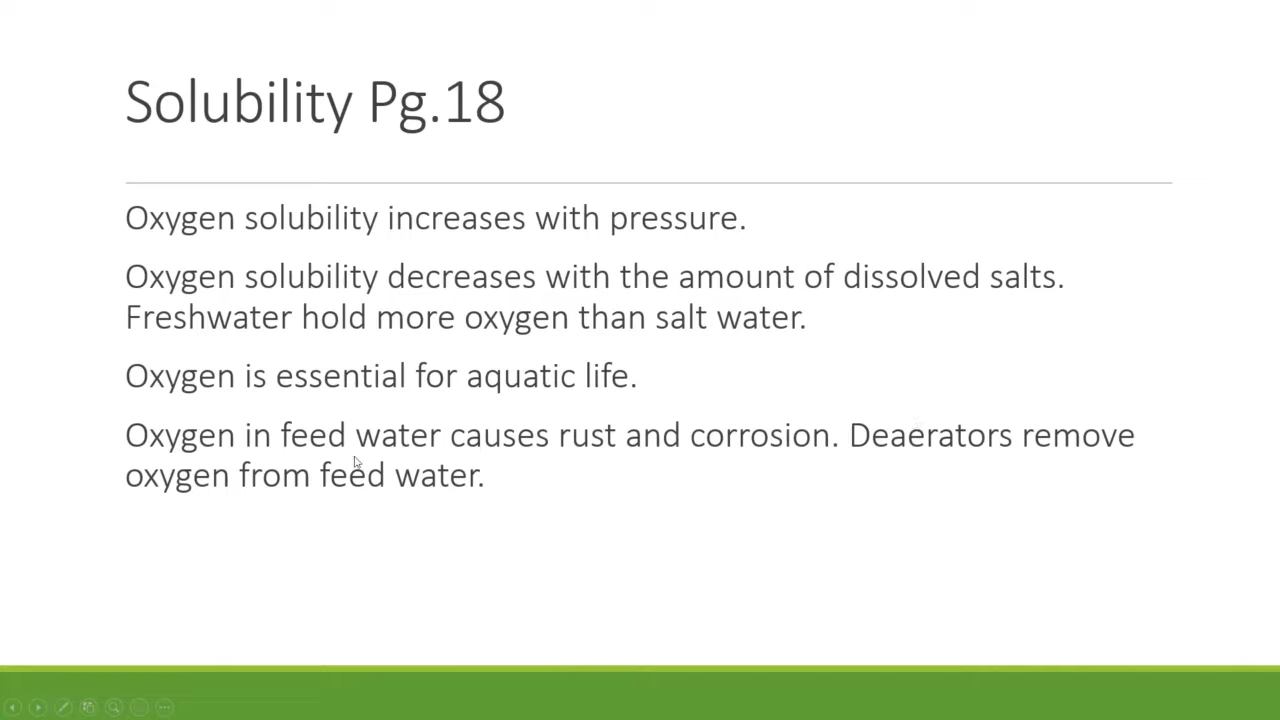 Solubility Pg.18
Oxygen solubility increases with pressure.
Oxygen solubility decreases with the amount of dissolved salts.
Freshwater hold more oxygen than salt water.
Oxygen is essential for aquatic life.
Oxygen in feed water causes rust and corrosion. Deaerators remove
oxygen from feed water.